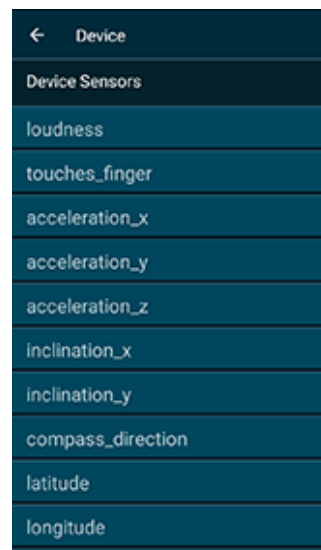 Device
Device Sensors
loudness
touches_finger
acceleration_x
acceleration_y
acceleration_z
inclination_x
inclination_y
compass_direction
latitude
longitude